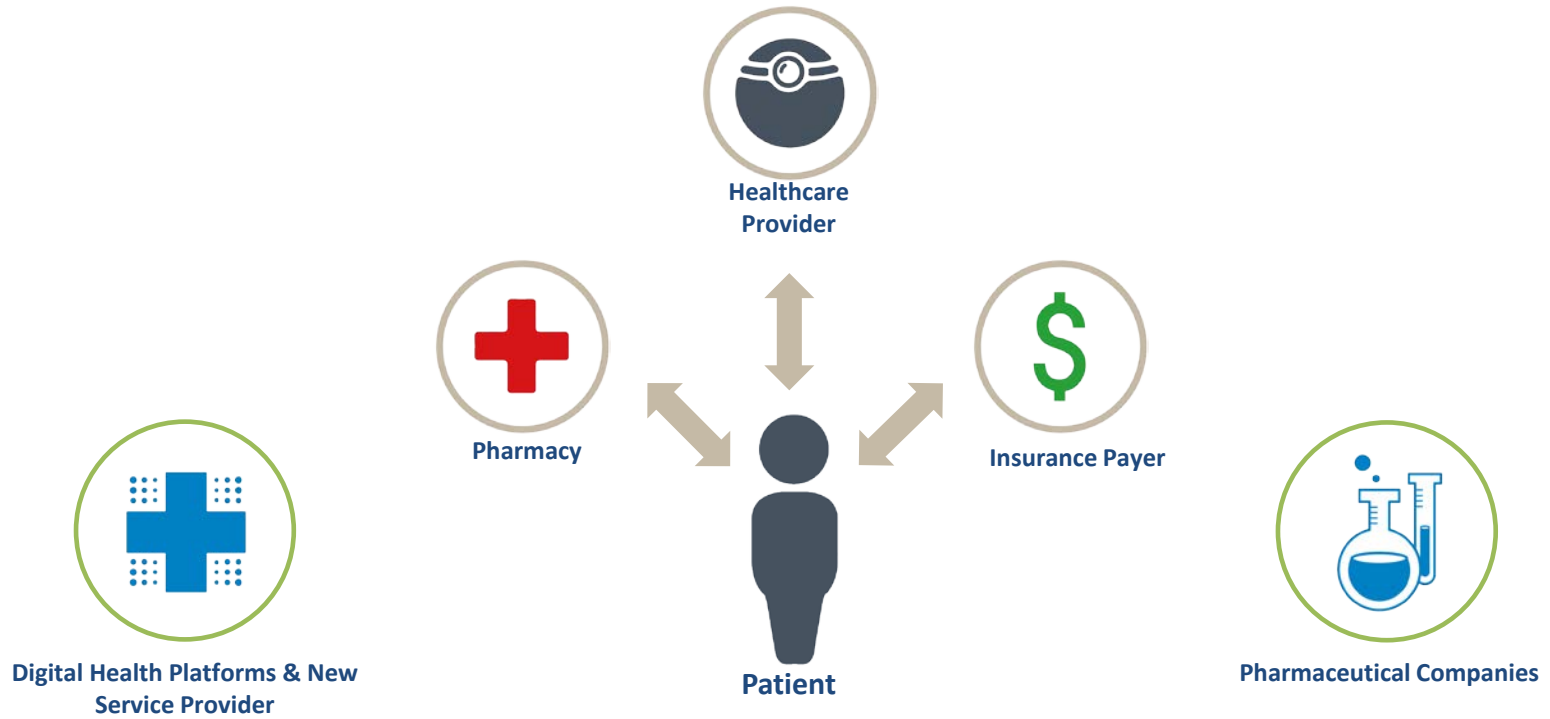 Healthcare
Provider
Pharmacy
$
Insurance Payer
Digital Health Platforms & New
Service Provider
Patient
Pharmaceutical Companies